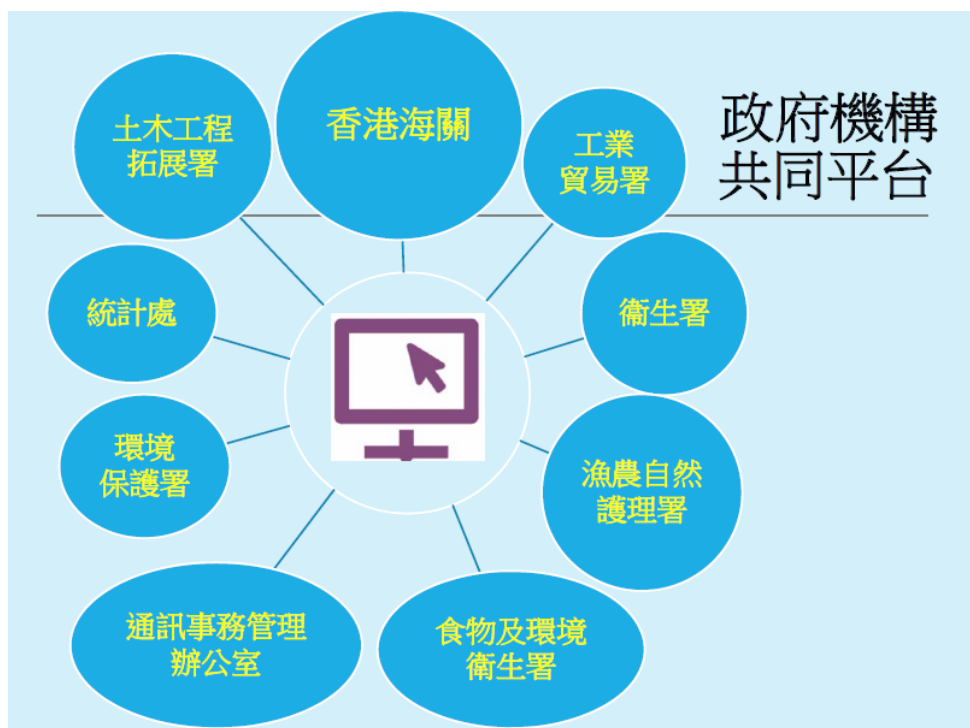 政府機構
共同平台
香港海關
工業
貿易署
衞生署
漁農自然
護理署
食物及環境
衞生署
通訊事務管理
辦公室
環境
保護署
統計處
土木工程
拓展署